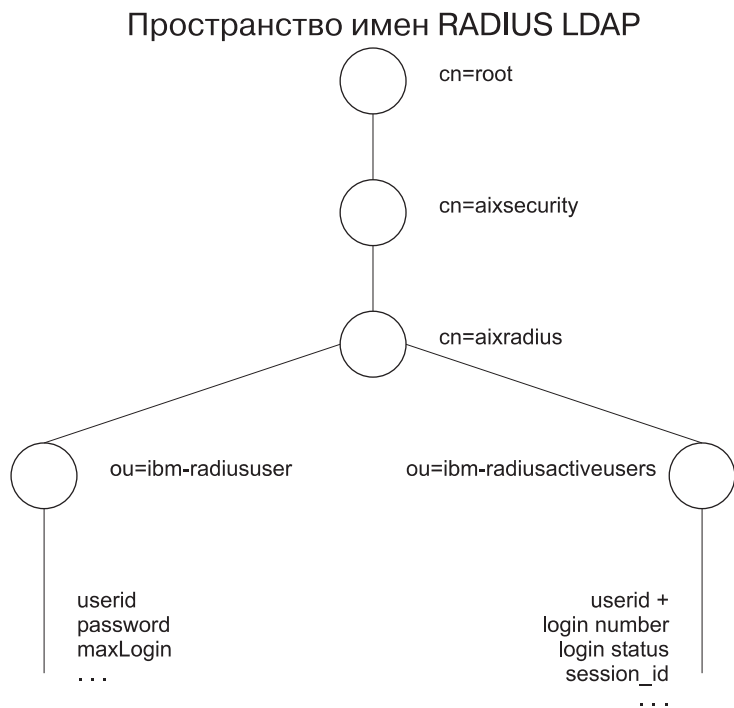 Пространство имен RADIUS LDAP
cn=root
cn=aixsecurity
cn=aixradius
ou=ibm-radiususer
ou=ibm-radiusactiveusers
userid
password
maxLogin
. . .
userid +
login number
login status
session_id
. . .